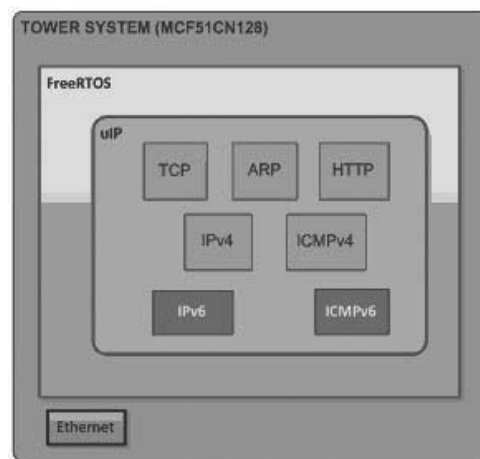 TOWER SYSTEM (MCF51CN128)
FreeRTOS
uIP
TCP ARP HTTP
IPv4 ICMPv4
IPv6 ICMPv6
Ethernet